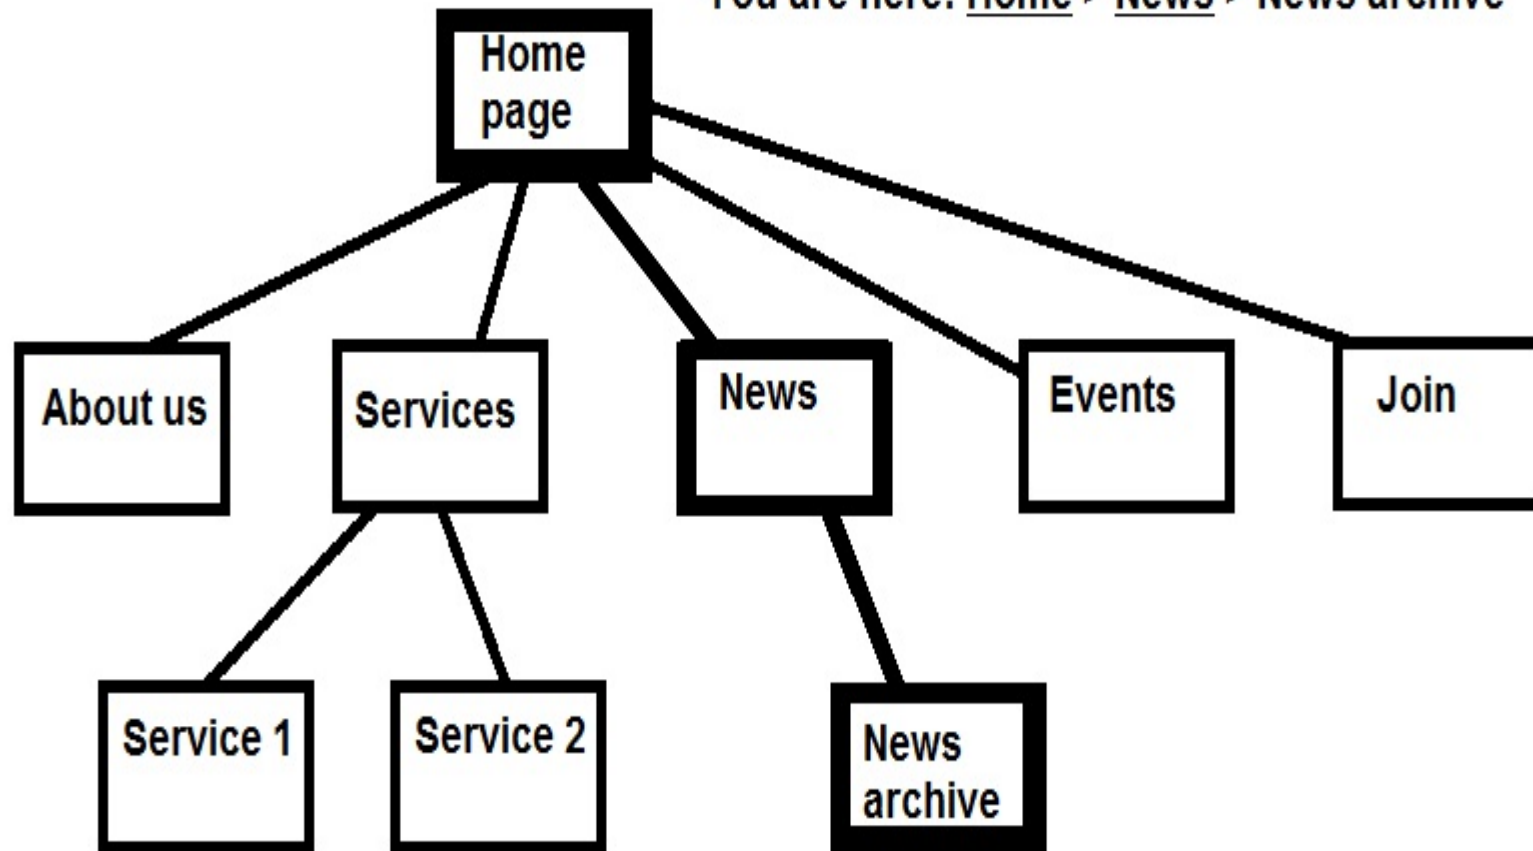 You are here: Home > News > News archive
Home
page
About us
Services
News
Events
Join
Service 1
Service 2
News
archive